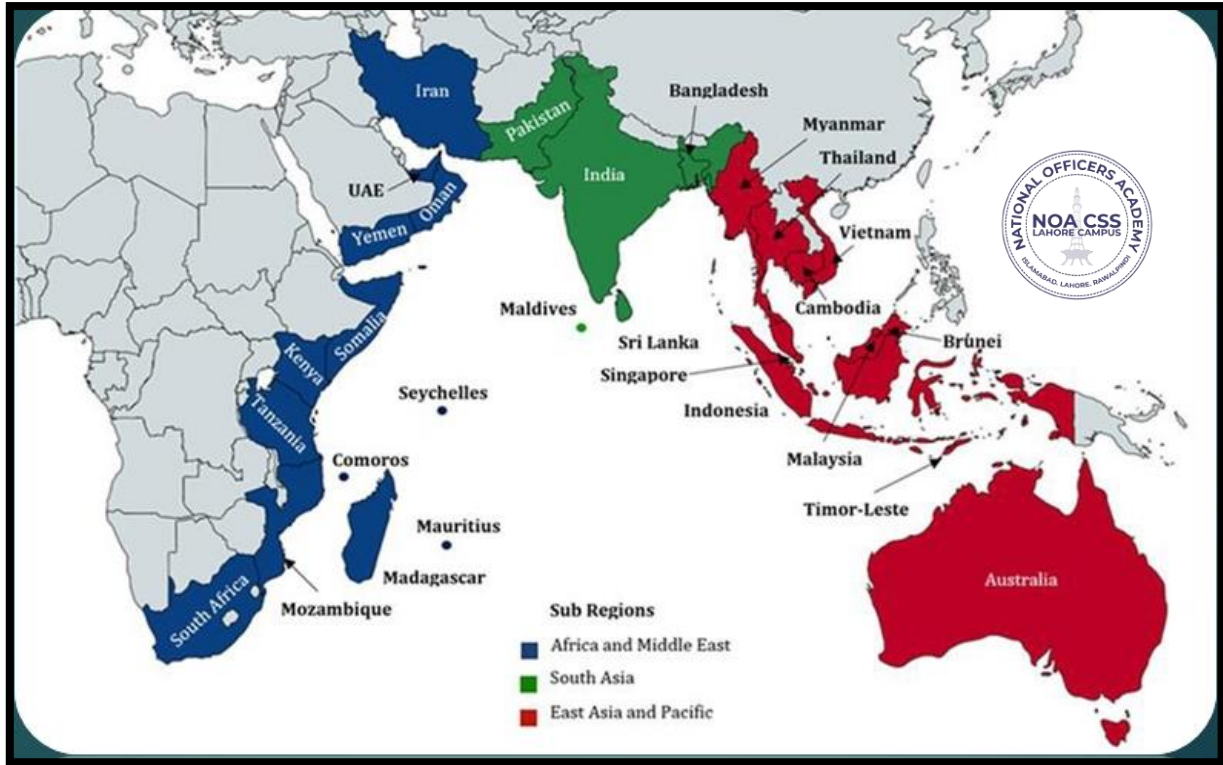 Iran
Pakistan
India
Bangladesh
Myanmar
Thailand
UAE
Oman
Yemen
Vietnam
Cambodia
Maldives
Sri Lanka
Singapore
Brunei
Indonesia
Malaysia
Timor-Leste
Somalia
Kenya
Tanzania
Seychelles
Comoros
Mauritius
Madagascar
Mozambique
South Africa
Australia
Sub Regions
Africa and Middle East
South Asia
East Asia and Pacific
NATIONAL OFFICERS ACADEMY
NOA CSS
LAHORE CAMPUS
ISLAMABAD. LAHORE. RAWALPINDI